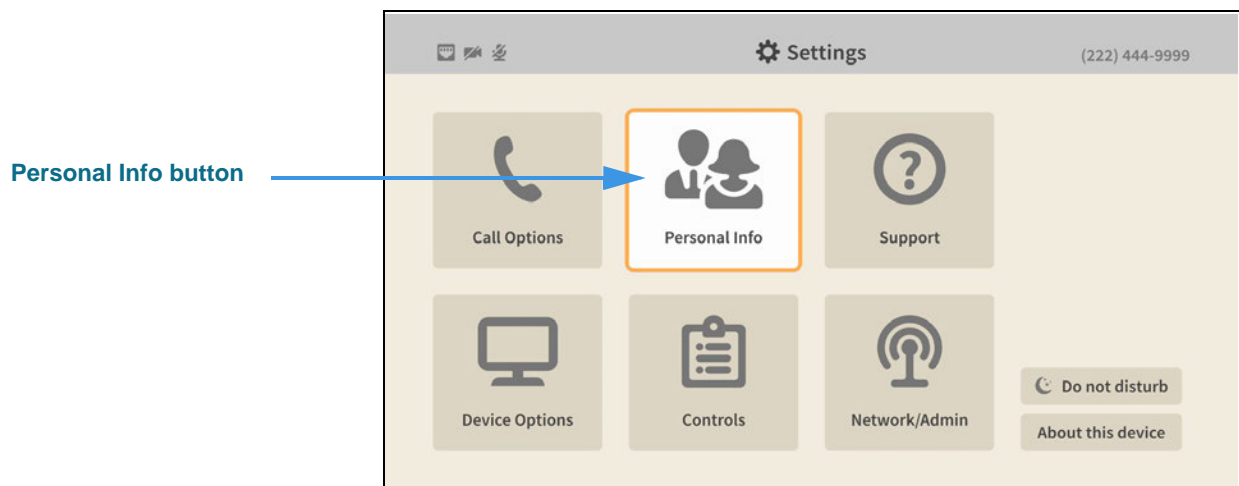 Settings
(222) 444-9999
Personal Info button
Call Options
Personal Info
Support
Device Options
Controls
Network/Admin
Do not disturb
About this device